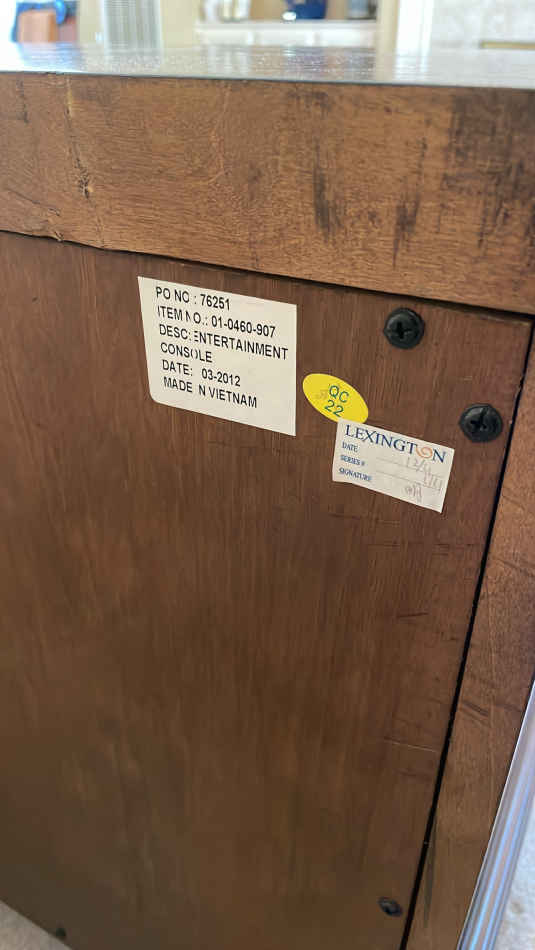 PO NO : 76251
ITEM NO.: 01-0460-907
DESC: ENTERTAINMENT
CONSOLE
DATE: 03-2012
MADE IN VIETNAM
QC
22
LEXINGTON
DATE
SERIES #
SIGNATURE